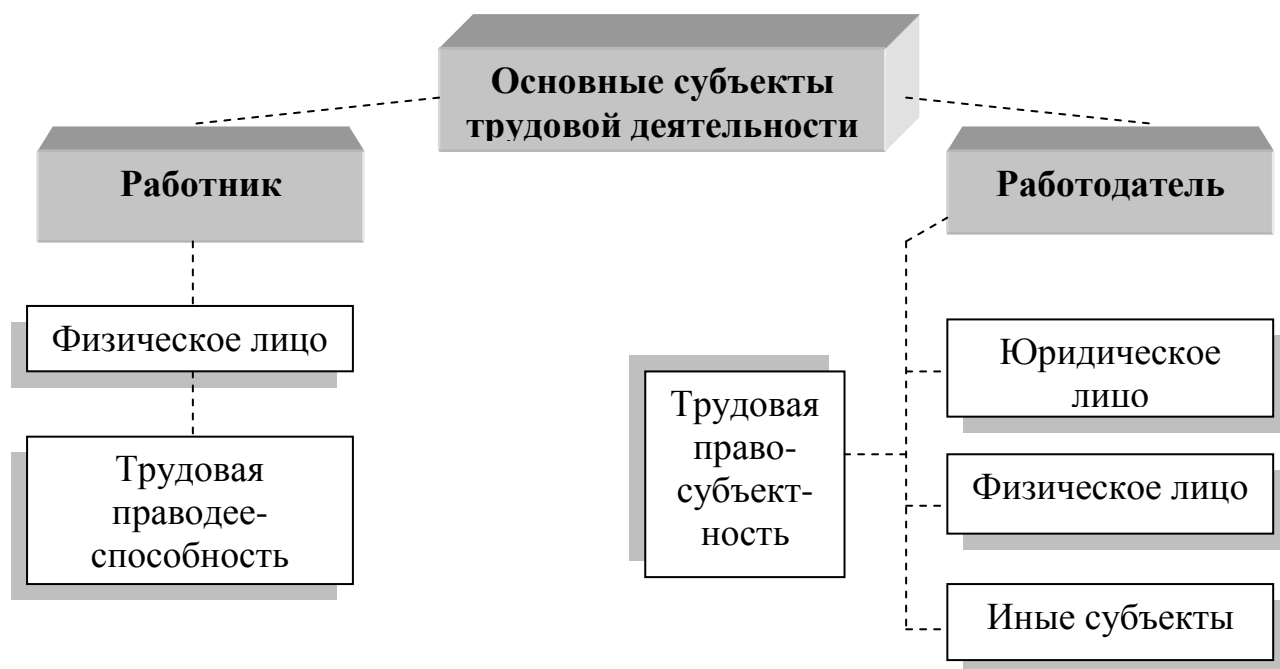 Основные субъекты
трудовой деятельности
Работник
Работодатель
Физическое лицо
Трудовая
праводее-
способность
Трудовая
право-
субъект-
ность
Юридическое
лицо
Физическое лицо
Иные субъекты